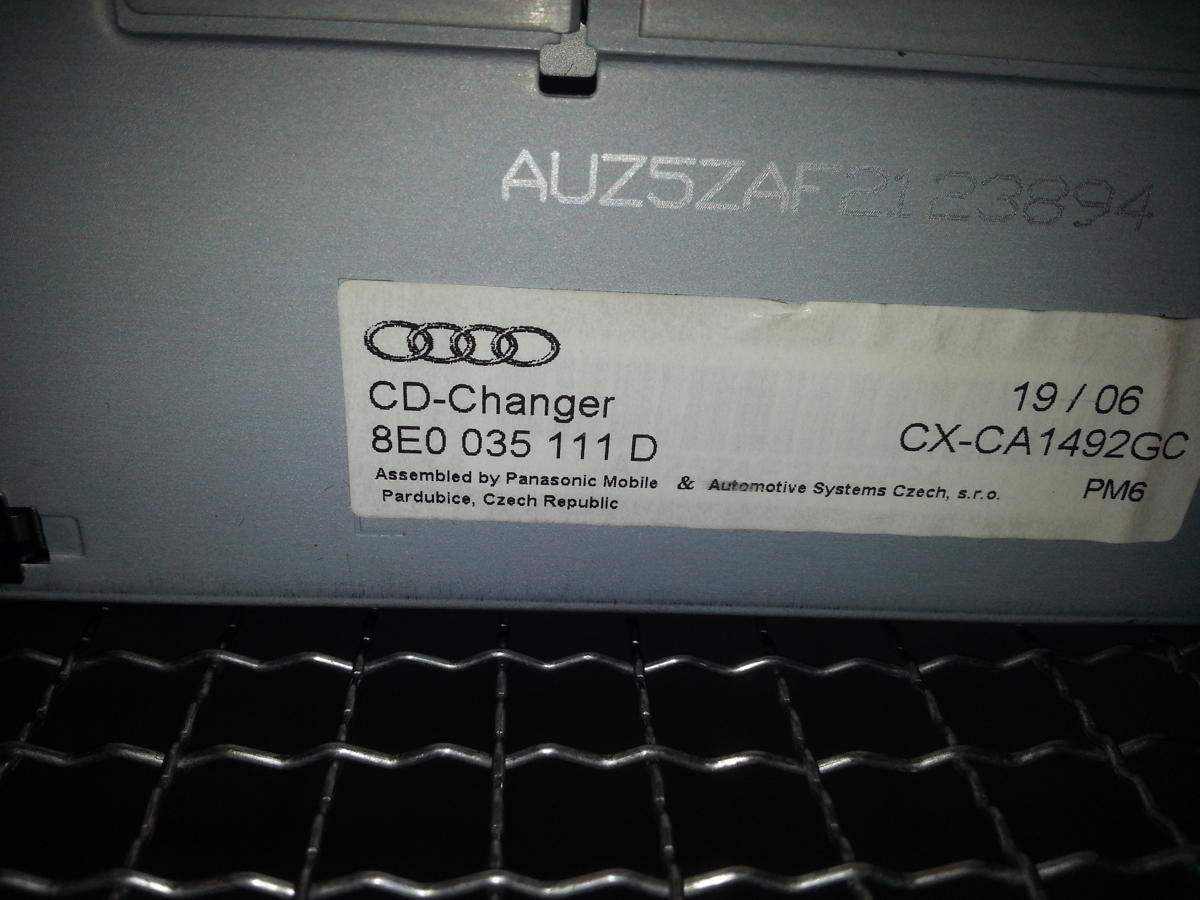 AUZ5ZAF2123894
CD-Changer
19 / 06
8E0 035 111 D
CX-CA1492GC
Assembled by Panasonic Mobile & Automotive Systems Czech, s.r.o.
Pardubice, Czech Republic
PM6